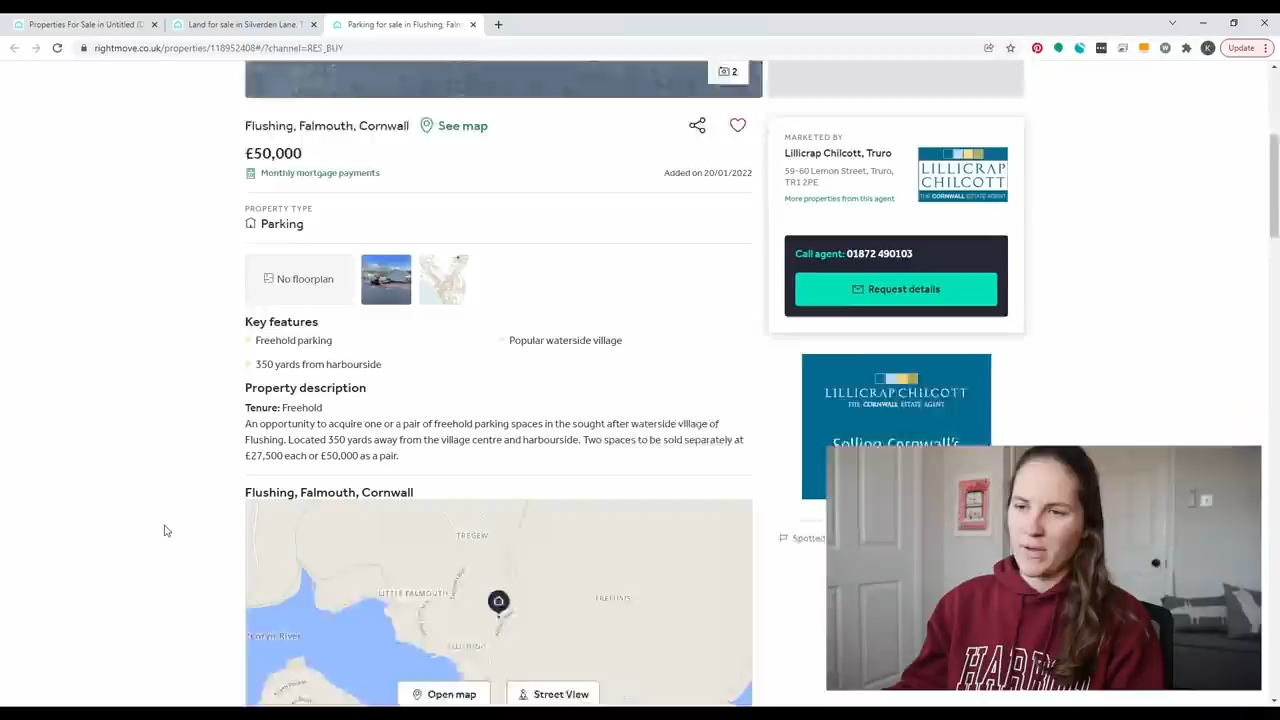 Properties For Sale in Untitled (D
Land for sale in Silverden Lane, T
Parking for sale in Flushing, Falm
rightmove.co.uk/properties/118952408#/?channel=RES_BUY
K
Update
2
Flushing, Falmouth, Cornwall
See map
£50,000
Monthly mortgage payments
Added on 20/01/2022
PROPERTY TYPE
Parking
No floorplan
Key features
Freehold parking
Popular waterside village
350 yards from harbourside
Property description
Tenure: Freehold
An opportunity to acquire one or a pair of freehold parking spaces in the sought after waterside village of
Flushing. Located 350 yards away from the village centre and harbourside. Two spaces to be sold separately at
£27,500 each or £50,000 as a pair.
Flushing, Falmouth, Cornwall
TREGEW
LITTLE FALMOUTH
Open map
Street View
MARKETED BY
Lillicrap Chilcott, Truro
59-60 Lemon Street, Truro,
TR1 2PE
More properties from this agent
LILLICRAP
CHILCOTT
THE CORNWALL ESTATE AGENT
Call agent: 01872 490103
Request details
LILLICRAP CHILCOTT
THE CORNWALL ESTATE AGENT
Selling Cornwall's
Spotted